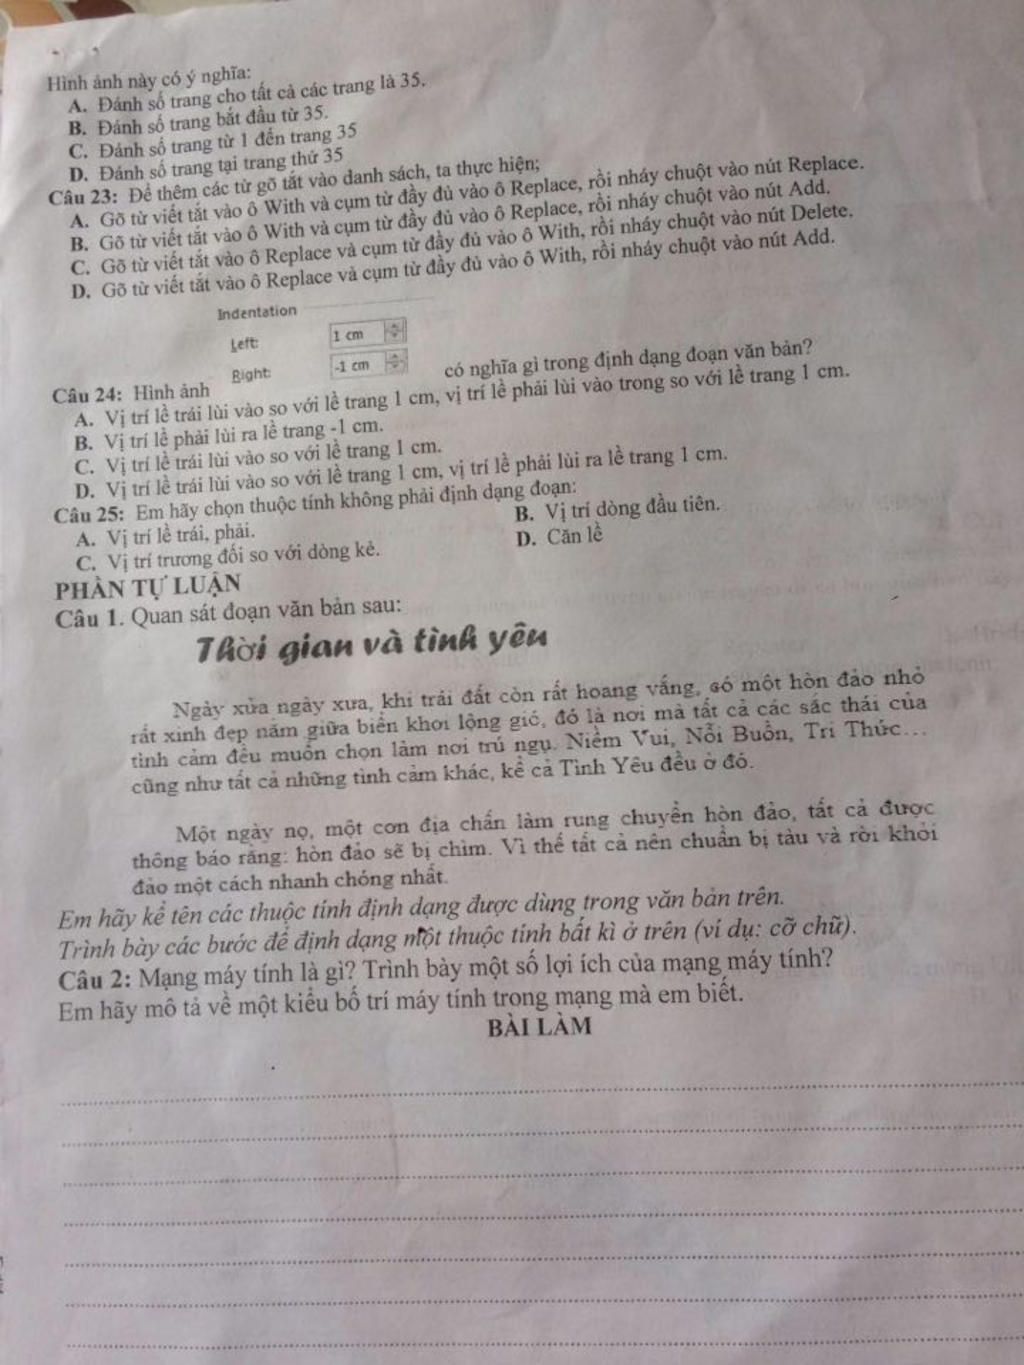 Hình ảnh này có ý nghĩa:
A. Đánh số trang cho tất cả các trang là 35.
B. Đánh số trang bắt đầu từ 35.
C. Đánh số trang từ 1 đến trang 35
D. Đánh số trang tại trang thứ 35
Câu 23: Để thêm các từ gõ tắt vào danh sách, ta thực hiện;
A. Gõ từ viết tắt vào ô With và cụm từ đầy đủ vào ô Replace, rồi nháy chuột vào nút Replace.
B. Gõ từ viết tắt vào ô With và cụm từ đầy đủ vào ô Replace, rồi nháy chuột vào nút Add.
C. Gõ từ viết tắt vào ô Replace và cụm từ đầy đủ vào ô With, rồi nháy chuột vào nút Delete.
D. Gõ từ viết tắt vào ô Replace và cụm từ đầy đủ vào ô With, rồi nháy chuột vào nút Add.
Indentation
Left: 1 cm
Right: -1 cm
Câu 24: Hình ảnh có nghĩa gì trong định dạng đoạn văn bản?
A. Vị trí lề trái lùi vào so với lề trang 1 cm, vị trí lề phải lùi vào trong so với lề trang 1 cm.
B. Vị trí lề phải lùi ra lề trang -1 cm.
C. Vị trí lề trái lùi vào so với lề trang 1 cm.
D. Vị trí lề trái lùi vào so với lề trang 1 cm, vị trí lề phải lùi ra lề trang 1 cm.
Câu 25: Em hãy chọn thuộc tính không phải định dạng đoạn:
A. Vị trí lề trái, phải. B. Vị trí dòng đầu tiên.
C. Vị trí trương đối so với dòng kẻ. D. Căn lề
PHẦN TỰ LUẬN
Câu 1. Quan sát đoạn văn bản sau:
Thời gian và tình yêu
Ngày xửa ngày xưa, khi trái đất còn rất hoang vắng, có một hòn đảo nhỏ
rất xinh đẹp nằm giữa biển khơi lộng gió, đó là nơi mà tất cả các sắc thái của
tình cảm đều muốn chọn làm nơi trú ngụ. Niềm Vui, Nỗi Buồn, Tri Thức...
cũng như tất cả những tình cảm khác, kể cả Tình Yêu đều ở đó.
Một ngày nọ, một cơn địa chấn làm rung chuyển hòn đảo, tất cả được
thông báo rằng: hòn đảo sẽ bị chìm. Vì thế tất cả nên chuẩn bị tàu và rời khỏi
đảo một cách nhanh chóng nhất.
Em hãy kể tên các thuộc tính định dạng được dùng trong văn bản trên.
Trình bày các bước để định dạng một thuộc tính bất kì ở trên (ví dụ: cỡ chữ).
Câu 2: Mạng máy tính là gì? Trình bày một số lợi ích của mạng máy tính?
Em hãy mô tả về một kiểu bố trí máy tính trong mạng mà em biết.
BÀI LÀM